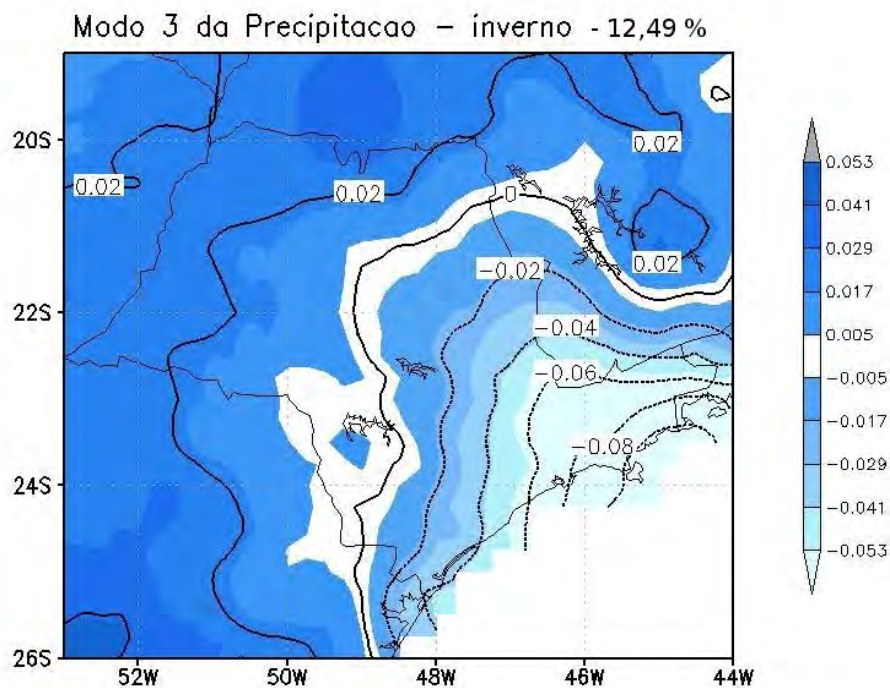 Modo 3 da Precipitacao – inverno - 12,49 %
20S
22S
24S
26S
52W
50W
48W
46W
44W
0.02
0.02
0.02
0.02
0
-0.02
-0.04
-0.06
-0.08
0.053
0.041
0.029
0.017
0.005
-0.005
-0.017
-0.029
-0.041
-0.053